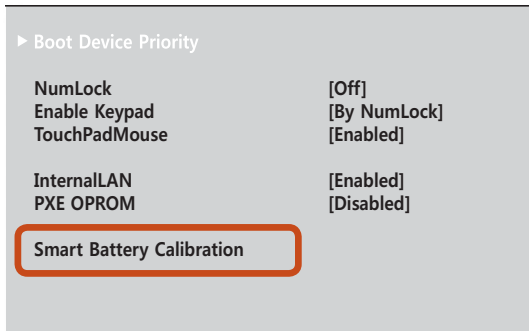 ▶ Boot Device Priority
NumLock [Off]
Enable Keypad [By NumLock]
TouchPadMouse [Enabled]
InternalLAN [Enabled]
PXE OPROM [Disabled]
Smart Battery Calibration